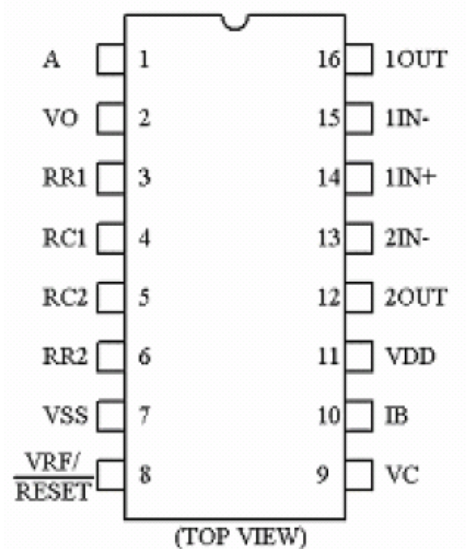 A 1 16 1OUT
VO 2 15 1IN-
RR1 3 14 1IN+
RC1 4 13 2IN-
RC2 5 12 2OUT
RR2 6 11 VDD
VSS 7 10 IB
VRF/
RESET 8 9 VC
(TOP VIEW)